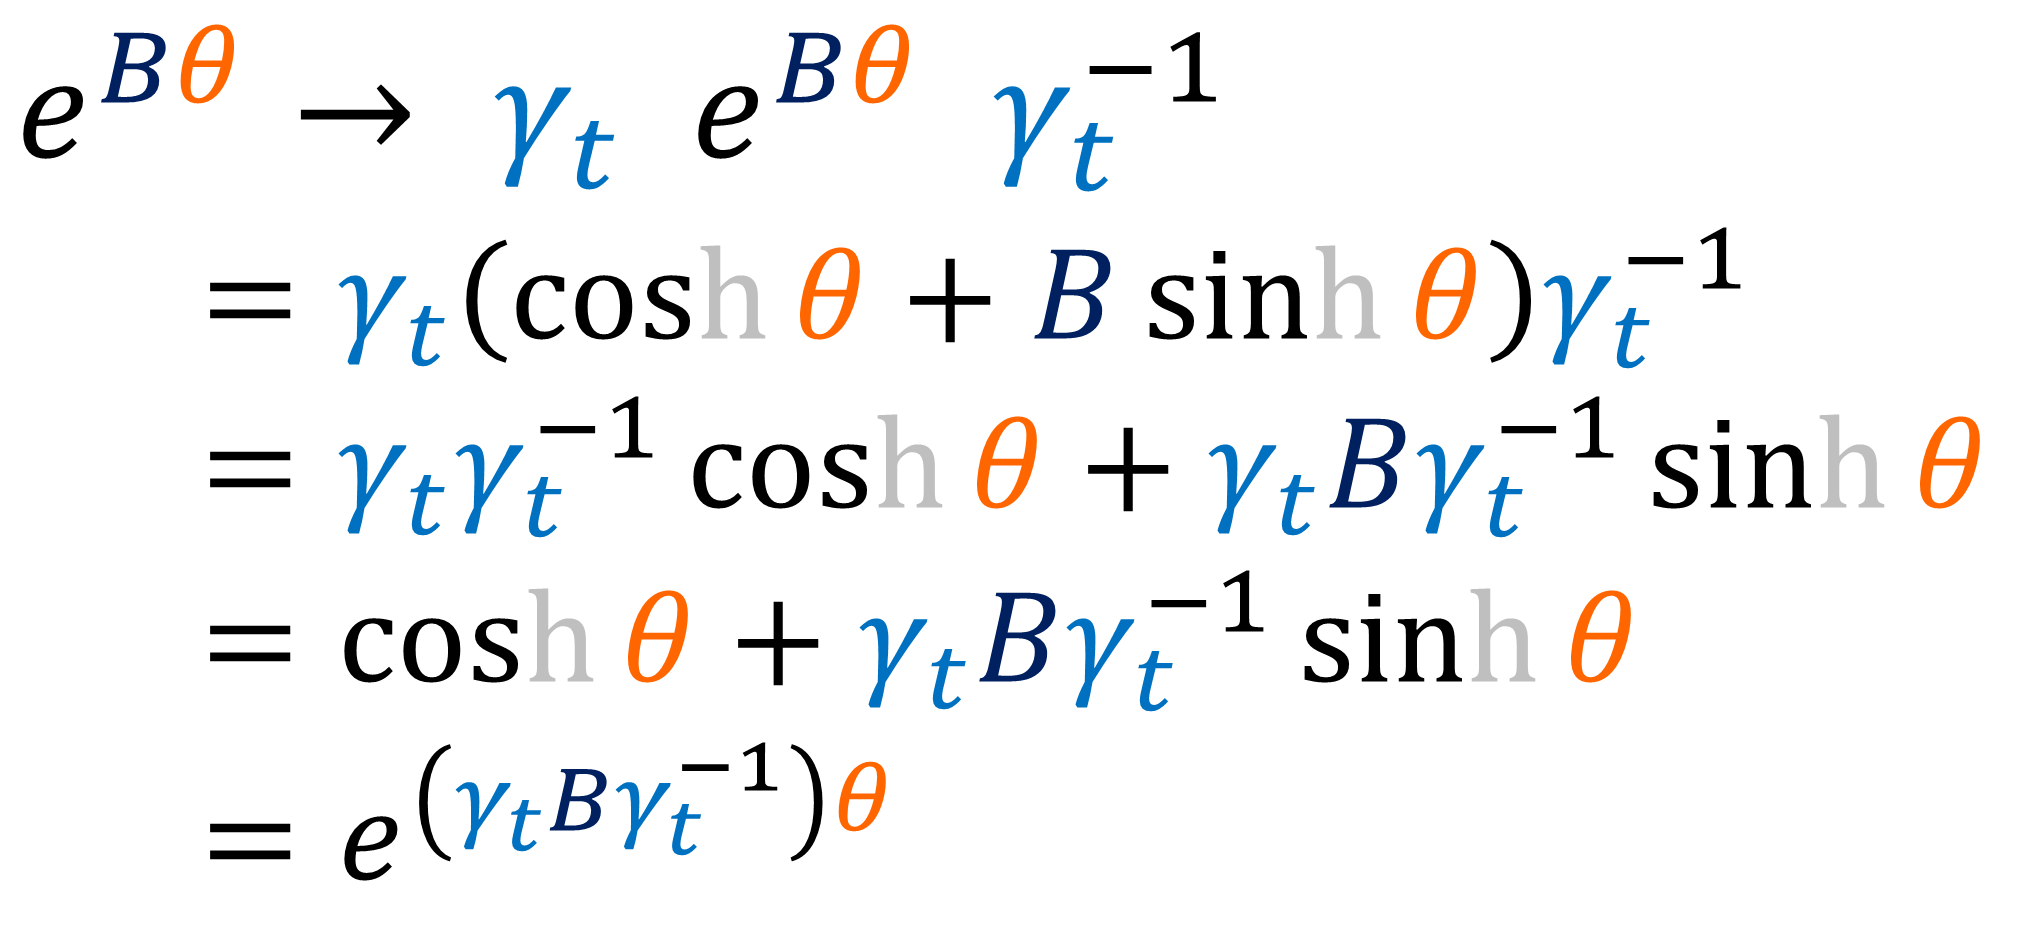 e^{Bθ} → γ_t e^{Bθ} γ_t^{-1}
= γ_t(cosh θ + B sinh θ)γ_t^{-1}
= γ_tγ_t^{-1} cosh θ + γ_tBγ_t^{-1} sinh θ
= cosh θ + γ_tBγ_t^{-1} sinh θ
= e^{(γ_tBγ_t^{-1})θ}